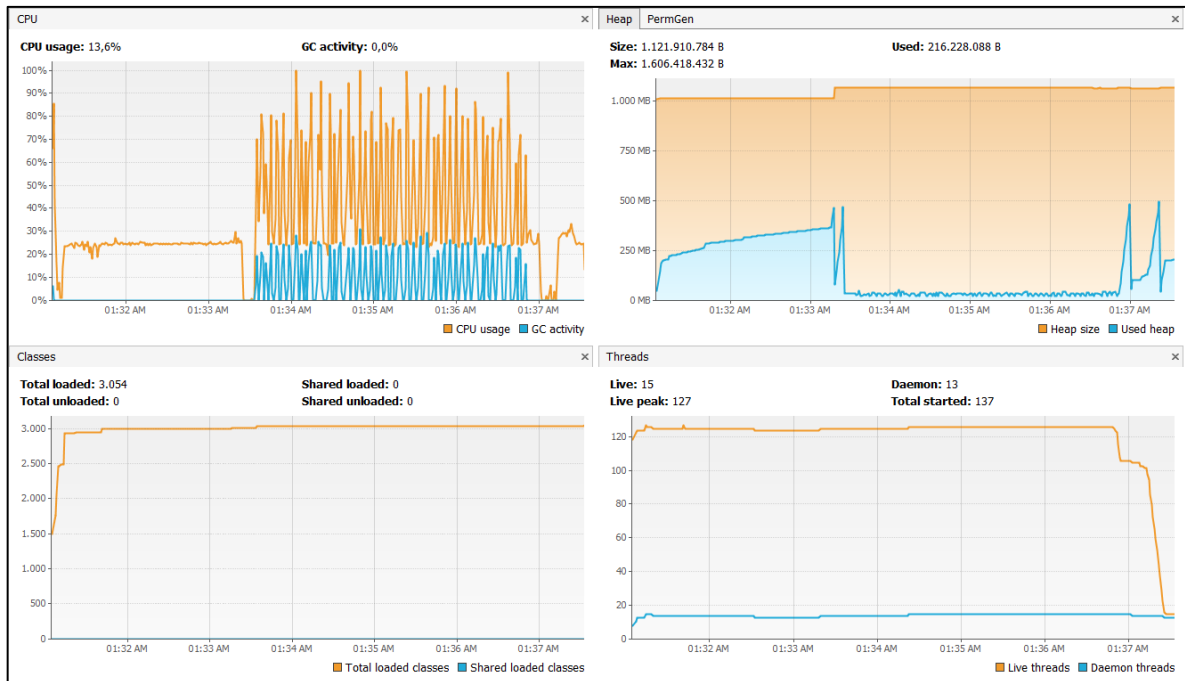 CPU ×
CPU usage: 13,6% GC activity: 0,0%
100%
90%
80%
70%
60%
50%
40%
30%
20%
10%
0%
01:32 AM 01:33 AM 01:34 AM 01:35 AM 01:36 AM 01:37 AM
CPU usage GC activity
Heap PermGen ×
Size: 1.121.910.784 B Used: 216.228.088 B
Max: 1.606.418.432 B
1.000 MB
750 MB
500 MB
250 MB
0 MB
01:32 AM 01:33 AM 01:34 AM 01:35 AM 01:36 AM 01:37 AM
Heap size Used heap
Classes ×
Total loaded: 3.054 Shared loaded: 0
Total unloaded: 0 Shared unloaded: 0
3.000
2.500
2.000
1.500
1.000
500
0
01:32 AM 01:33 AM 01:34 AM 01:35 AM 01:36 AM 01:37 AM
Total loaded classes Shared loaded classes
Threads ×
Live: 15 Daemon: 13
Live peak: 127 Total started: 137
120
100
80
60
40
20
0
01:32 AM 01:33 AM 01:34 AM 01:35 AM 01:36 AM 01:37 AM
Live threads Daemon threads